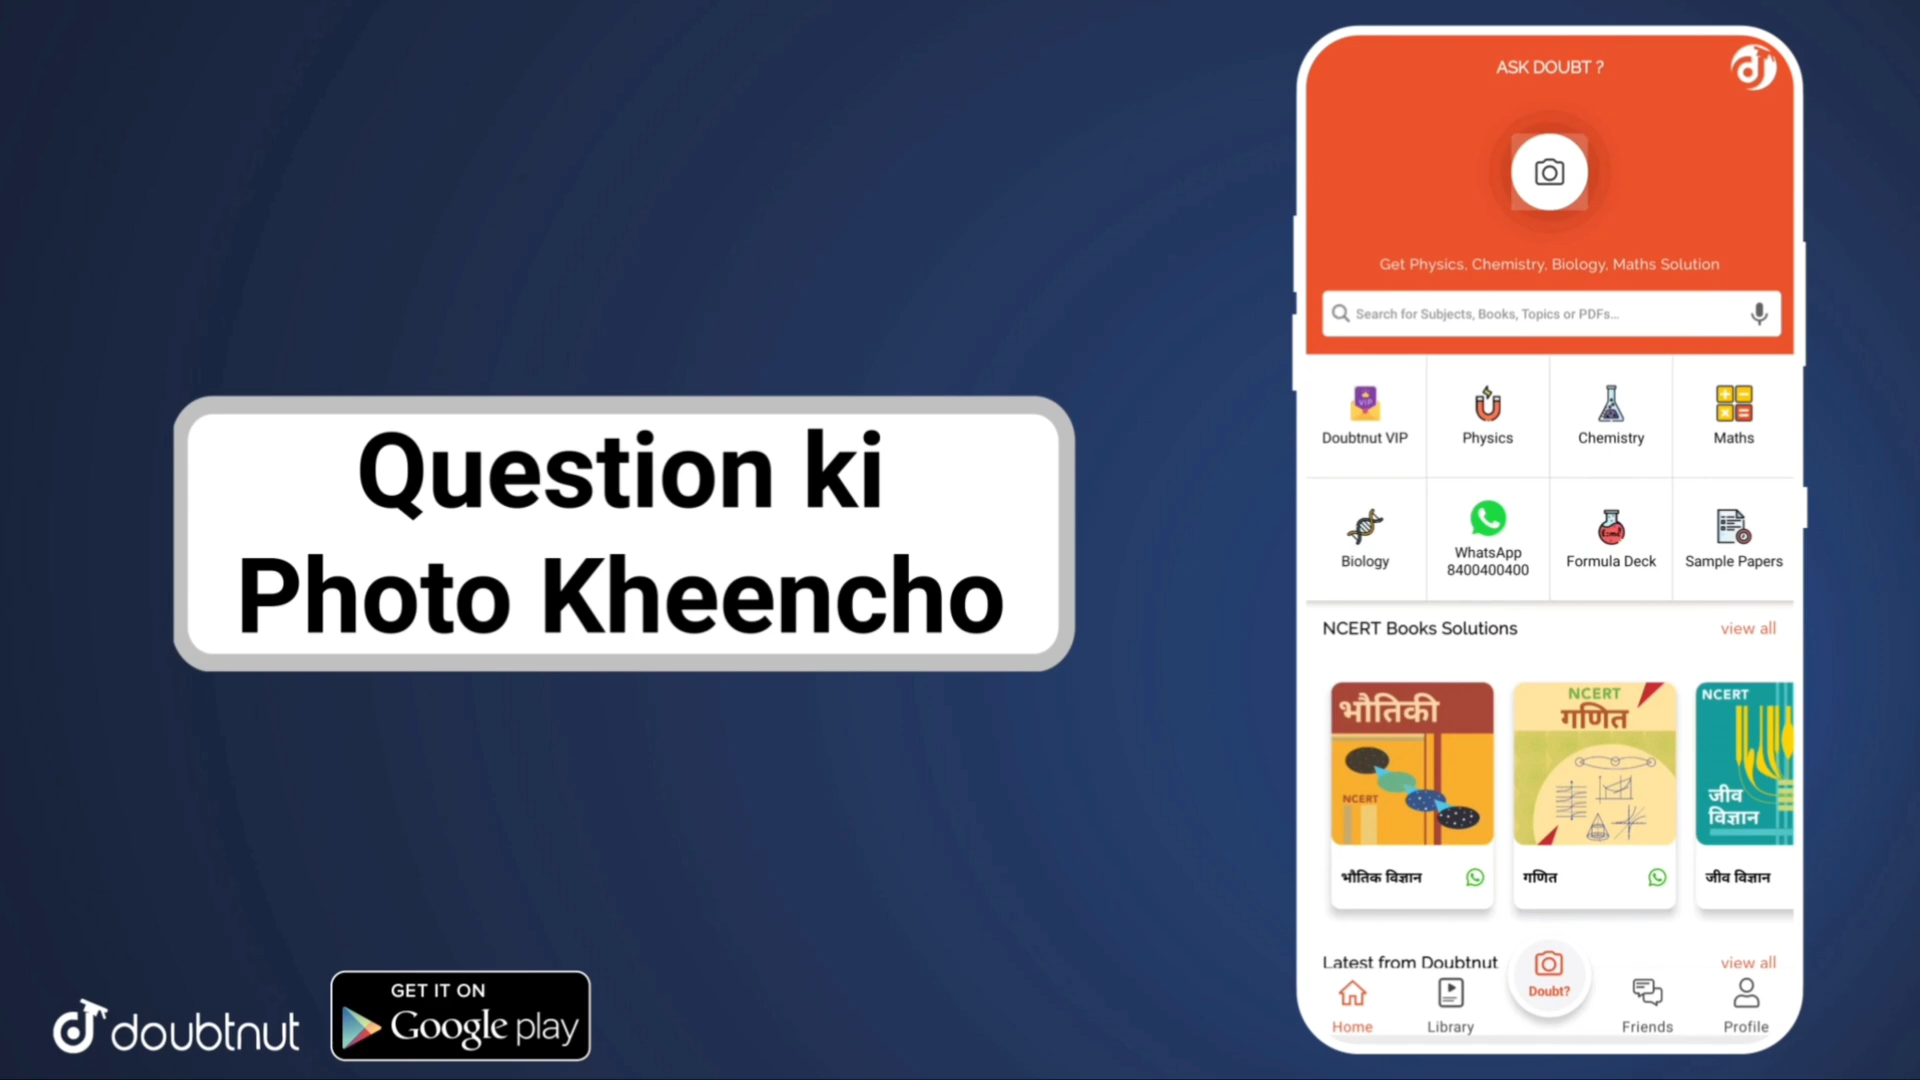 Question ki
Photo Kheencho
doubtnut
GET IT ON
Google play
ASK DOUBT ?
Get Physics, Chemistry, Biology, Maths Solution
Search for Subjects, Books, Topics or PDFs...
Doubtnut VIP
Physics
Chemistry
Maths
Biology
WhatsApp
8400400400
Formula Deck
Sample Papers
NCERT Books Solutions
view all
भौतिकी
NCERT
NCERT
गणित
NCERT
जीव
विज्ञान
भौतिक विज्ञान
गणित
जीव विज्ञान
Latest from Doubtnut
view all
Doubt?
Home
Library
Friends
Profile